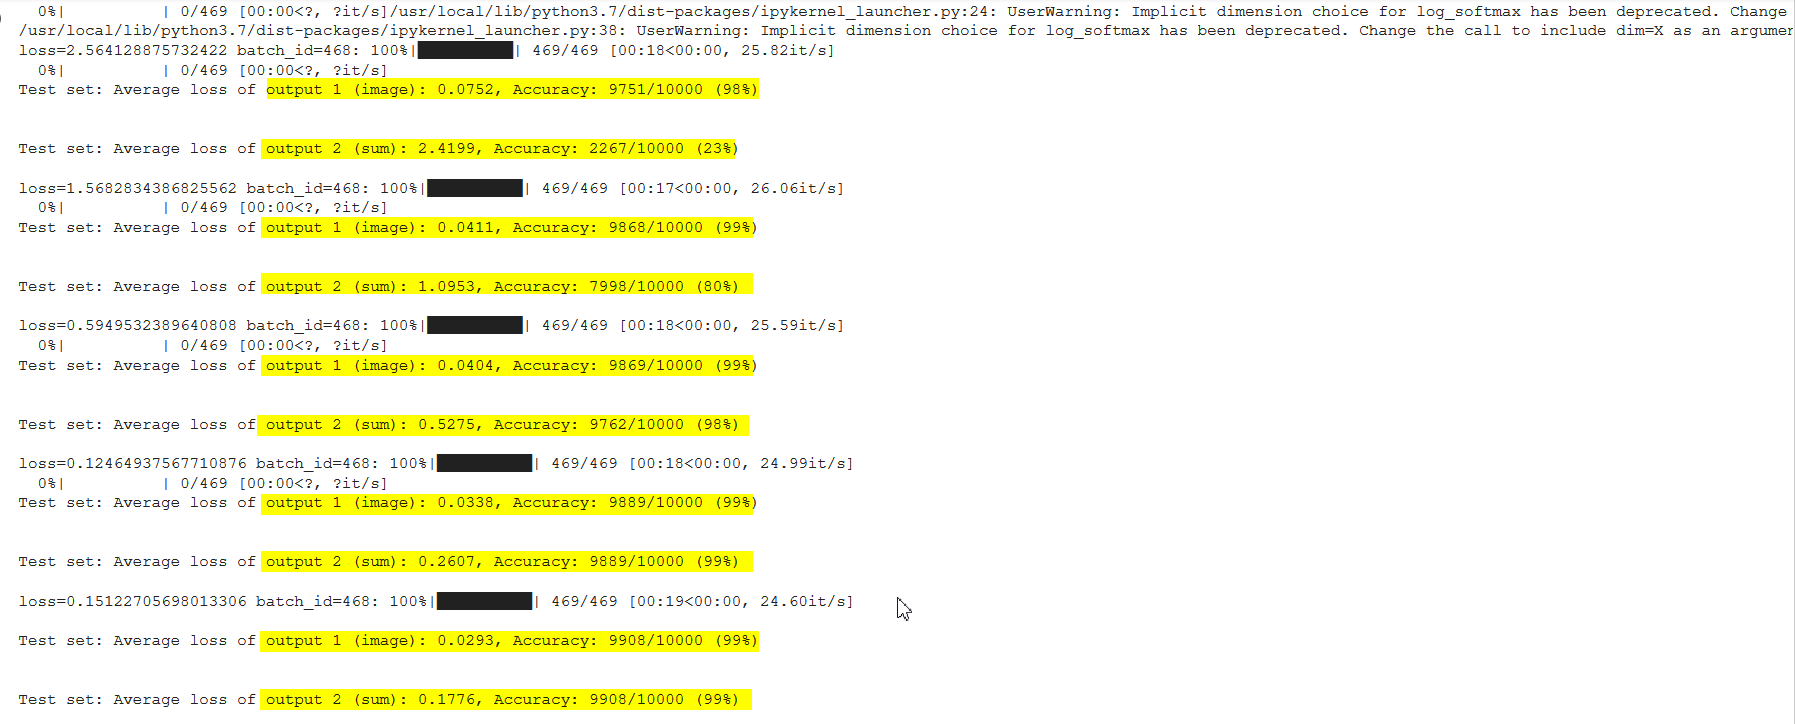 0%|          | 0/469 [00:00<?, ?it/s]/usr/local/lib/python3.7/dist-packages/ipykernel_launcher.py:24: UserWarning: Implicit dimension choice for log_softmax has been deprecated. Change
/usr/local/lib/python3.7/dist-packages/ipykernel_launcher.py:38: UserWarning: Implicit dimension choice for log_softmax has been deprecated. Change the call to include dim=X as an argumen
loss=2.564128875732422 batch_id=468: 100%|██████████| 469/469 [00:18<00:00, 25.82it/s]
0%|          | 0/469 [00:00<?, ?it/s]
Test set: Average loss of output 1 (image): 0.0752, Accuracy: 9751/10000 (98%)
Test set: Average loss of output 2 (sum): 2.4199, Accuracy: 2267/10000 (23%)
loss=1.5682834386825562 batch_id=468: 100%|██████████| 469/469 [00:17<00:00, 26.06it/s]
0%|          | 0/469 [00:00<?, ?it/s]
Test set: Average loss of output 1 (image): 0.0411, Accuracy: 9868/10000 (99%)
Test set: Average loss of output 2 (sum): 1.0953, Accuracy: 7998/10000 (80%)
loss=0.5949532389640808 batch_id=468: 100%|██████████| 469/469 [00:18<00:00, 25.59it/s]
0%|          | 0/469 [00:00<?, ?it/s]
Test set: Average loss of output 1 (image): 0.0404, Accuracy: 9869/10000 (99%)
Test set: Average loss of output 2 (sum): 0.5275, Accuracy: 9762/10000 (98%)
loss=0.12464937567710876 batch_id=468: 100%|██████████| 469/469 [00:18<00:00, 24.99it/s]
0%|          | 0/469 [00:00<?, ?it/s]
Test set: Average loss of output 1 (image): 0.0338, Accuracy: 9889/10000 (99%)
Test set: Average loss of output 2 (sum): 0.2607, Accuracy: 9889/10000 (99%)
loss=0.15122705698013306 batch_id=468: 100%|██████████| 469/469 [00:19<00:00, 24.60it/s]
Test set: Average loss of output 1 (image): 0.0293, Accuracy: 9908/10000 (99%)
Test set: Average loss of output 2 (sum): 0.1776, Accuracy: 9908/10000 (99%)